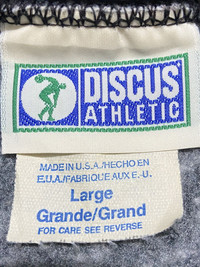 DISCUS
ATHLETIC
MADE IN U.S.A./HECHO EN
E.U.A./FABRIQUE AUX E.-U.
Large
Grande/Grand
FOR CARE SEE REVERSE